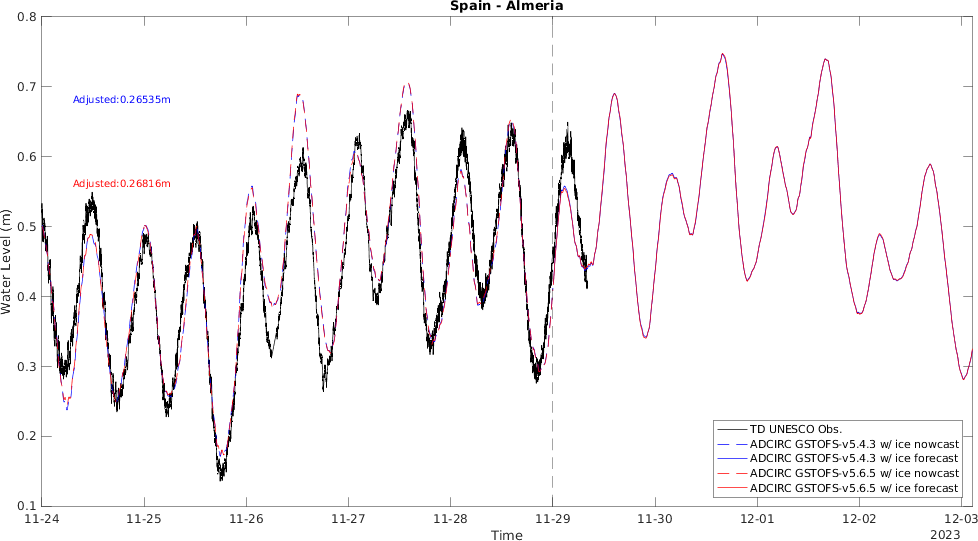 Spain - Almeria
0.8
0.7
0.6
0.5
0.4
0.3
0.2
0.1
Water Level (m)
Adjusted:0.26535m
Adjusted:0.26816m
TD UNESCO Obs.
ADCIRC GSTOFS-v5.4.3 w/ ice nowcast
ADCIRC GSTOFS-v5.4.3 w/ ice forecast
ADCIRC GSTOFS-v5.6.5 w/ ice nowcast
ADCIRC GSTOFS-v5.6.5 w/ ice forecast
11-24 11-25 11-26 11-27 11-28 11-29 11-30 12-01 12-02 12-03
Time
2023